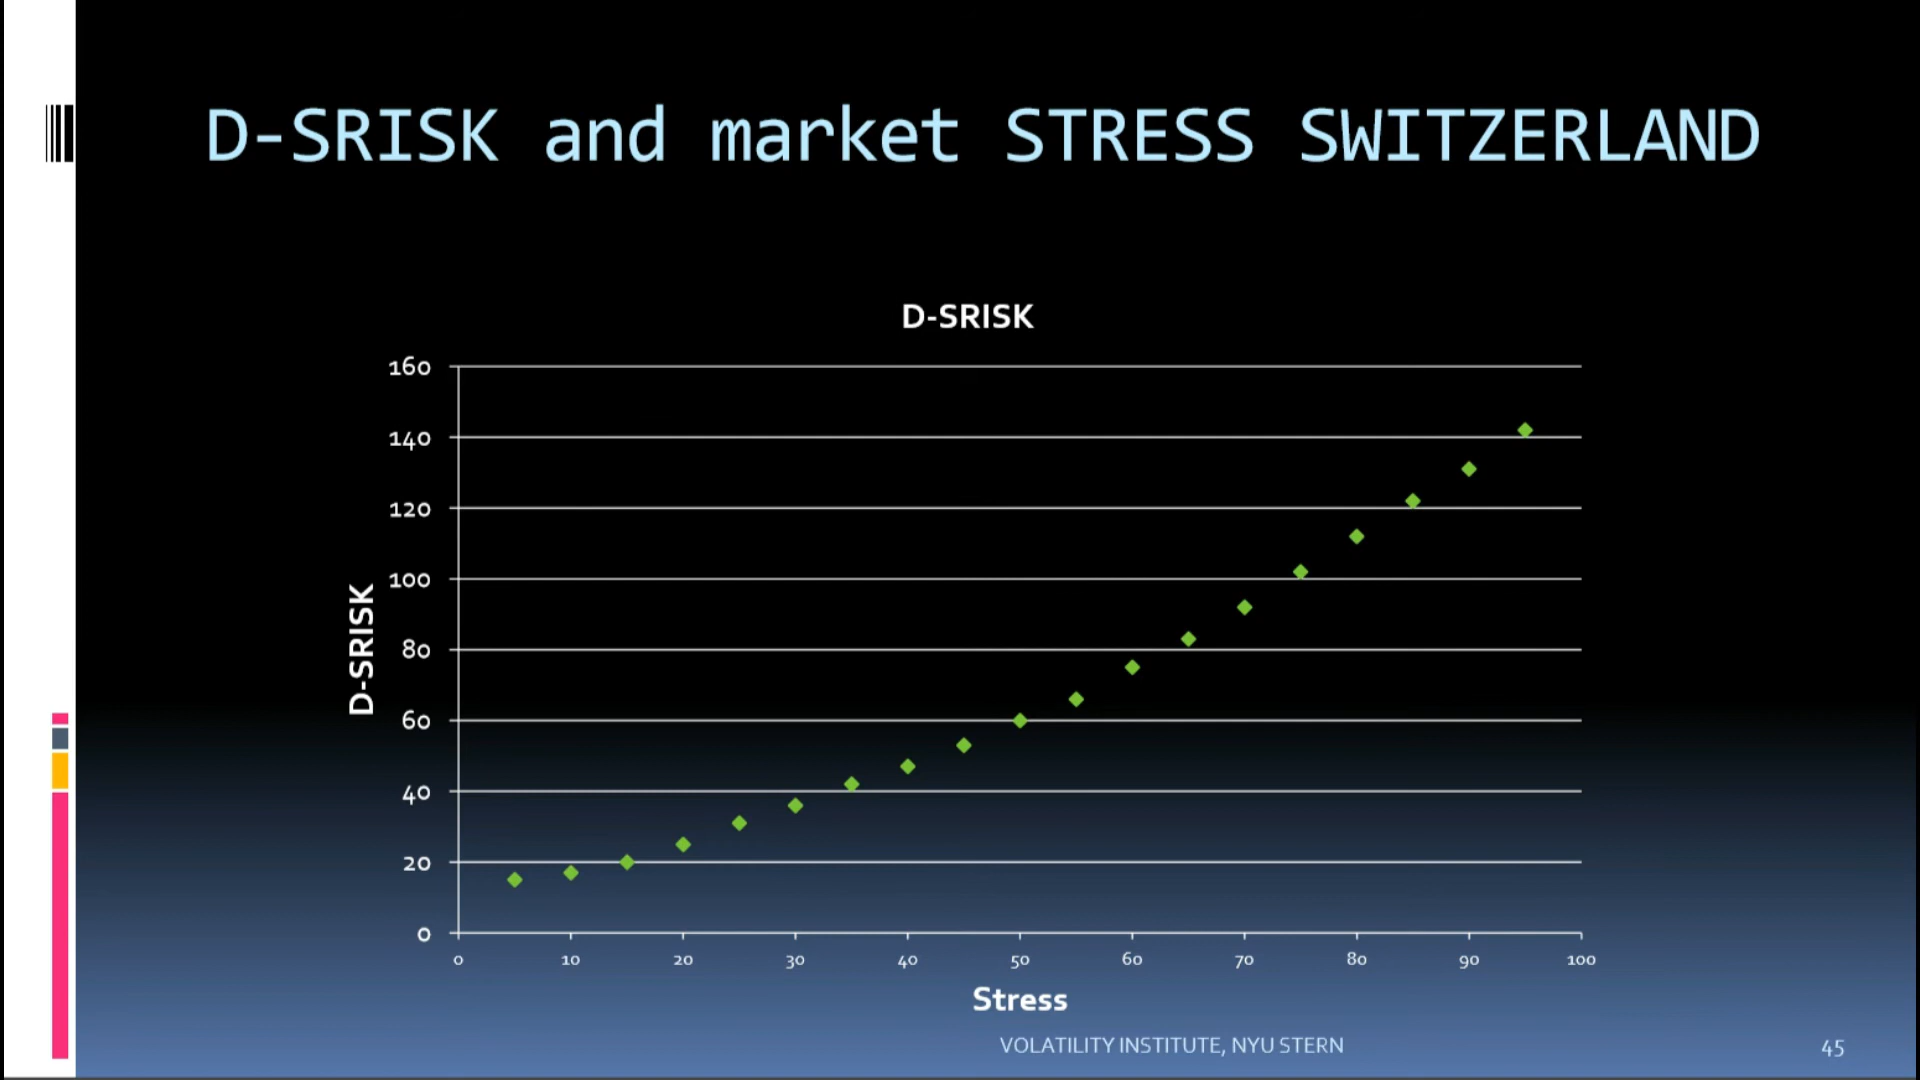 D-SRISK and market STRESS SWITZERLAND
D-SRISK
160
140
120
100
80
60
40
20
0
D-SRISK
0 10 20 30 40 50 60 70 80 90 100
Stress
VOLATILITY INSTITUTE, NYU STERN
45